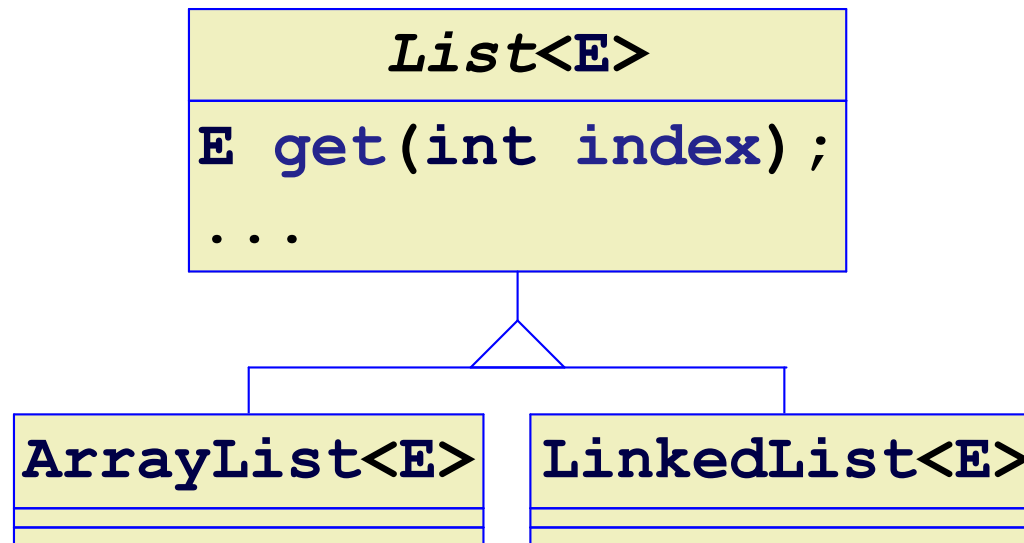 List<E>
E get(int index);
...
ArrayList<E>
LinkedList<E>